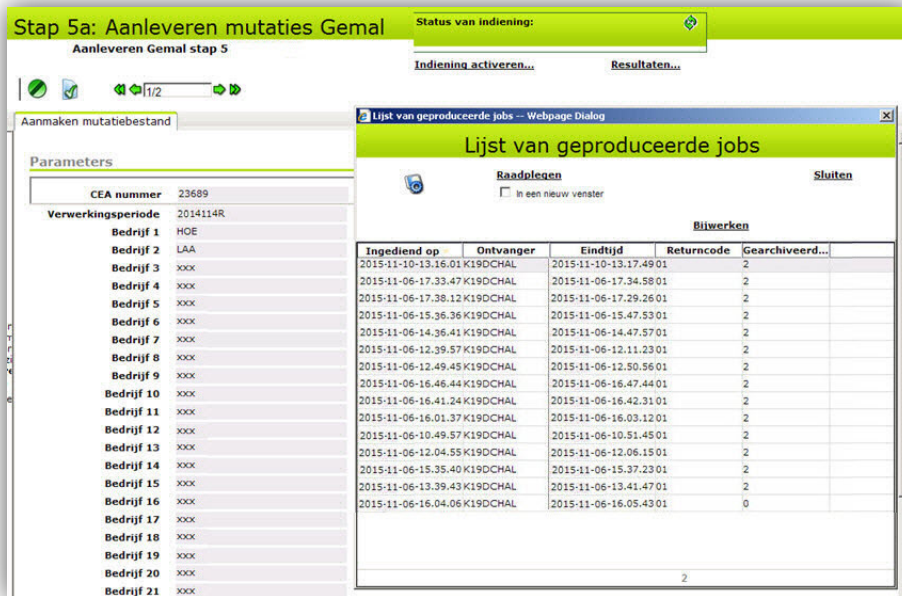 Stap 5a: Aanleveren mutaties Gemal
Status van indiening:
Aanleveren Gemal stap 5
Indiening activeren...
Resultaten...
1/2
Aanmaken mutatiebestand
Parameters
CEA nummer 23689
Verwerkingsperiode 2014114R
Bedrijf 1 HOE
Bedrijf 2 LAA
Bedrijf 3 xxx
Bedrijf 4 xxx
Bedrijf 5 xxx
Bedrijf 6 xxx
Bedrijf 7 xxx
Bedrijf 8 xxx
Bedrijf 9 xxx
Bedrijf 10 xxx
Bedrijf 11 xxx
Bedrijf 12 xxx
Bedrijf 13 xxx
Bedrijf 14 xxx
Bedrijf 15 xxx
Bedrijf 16 xxx
Bedrijf 17 xxx
Bedrijf 18 xxx
Bedrijf 19 xxx
Bedrijf 20 xxx
Bedrijf 21 xxx
Lijst van geproduceerde jobs -- Webpage Dialog
Lijst van geproduceerde jobs
Raadplegen
Sluiten
In een nieuw venster
Bijwerken
Ingediend op Ontvanger Eindtijd Returncode Gearchiveerd...
2015-11-10-13.16.01 K19DCHAL 2015-11-10-13.17.49 01 2
2015-11-06-17.33.47 K19DCHAL 2015-11-06-17.34.58 01 2
2015-11-06-17.38.12 K19DCHAL 2015-11-06-17.29.26 01 2
2015-11-06-15.36.36 K19DCHAL 2015-11-06-15.47.53 01 2
2015-11-06-14.36.41 K19DCHAL 2015-11-06-14.47.57 01 2
2015-11-06-12.39.57 K19DCHAL 2015-11-06-12.11.23 01 2
2015-11-06-12.49.45 K19DCHAL 2015-11-06-12.50.56 01 2
2015-11-06-16.46.44 K19DCHAL 2015-11-06-16.47.44 01 2
2015-11-06-16.41.24 K19DCHAL 2015-11-06-16.42.31 01 2
2015-11-06-16.01.37 K19DCHAL 2015-11-06-16.03.12 01 2
2015-11-06-10.49.57 K19DCHAL 2015-11-06-10.51.45 01 2
2015-11-06-12.04.55 K19DCHAL 2015-11-06-12.06.15 01 2
2015-11-06-15.35.40 K19DCHAL 2015-11-06-15.37.23 01 2
2015-11-06-13.39.43 K19DCHAL 2015-11-06-13.41.47 01 2
2015-11-06-16.04.06 K19DCHAL 2015-11-06-16.05.43 01 0
2